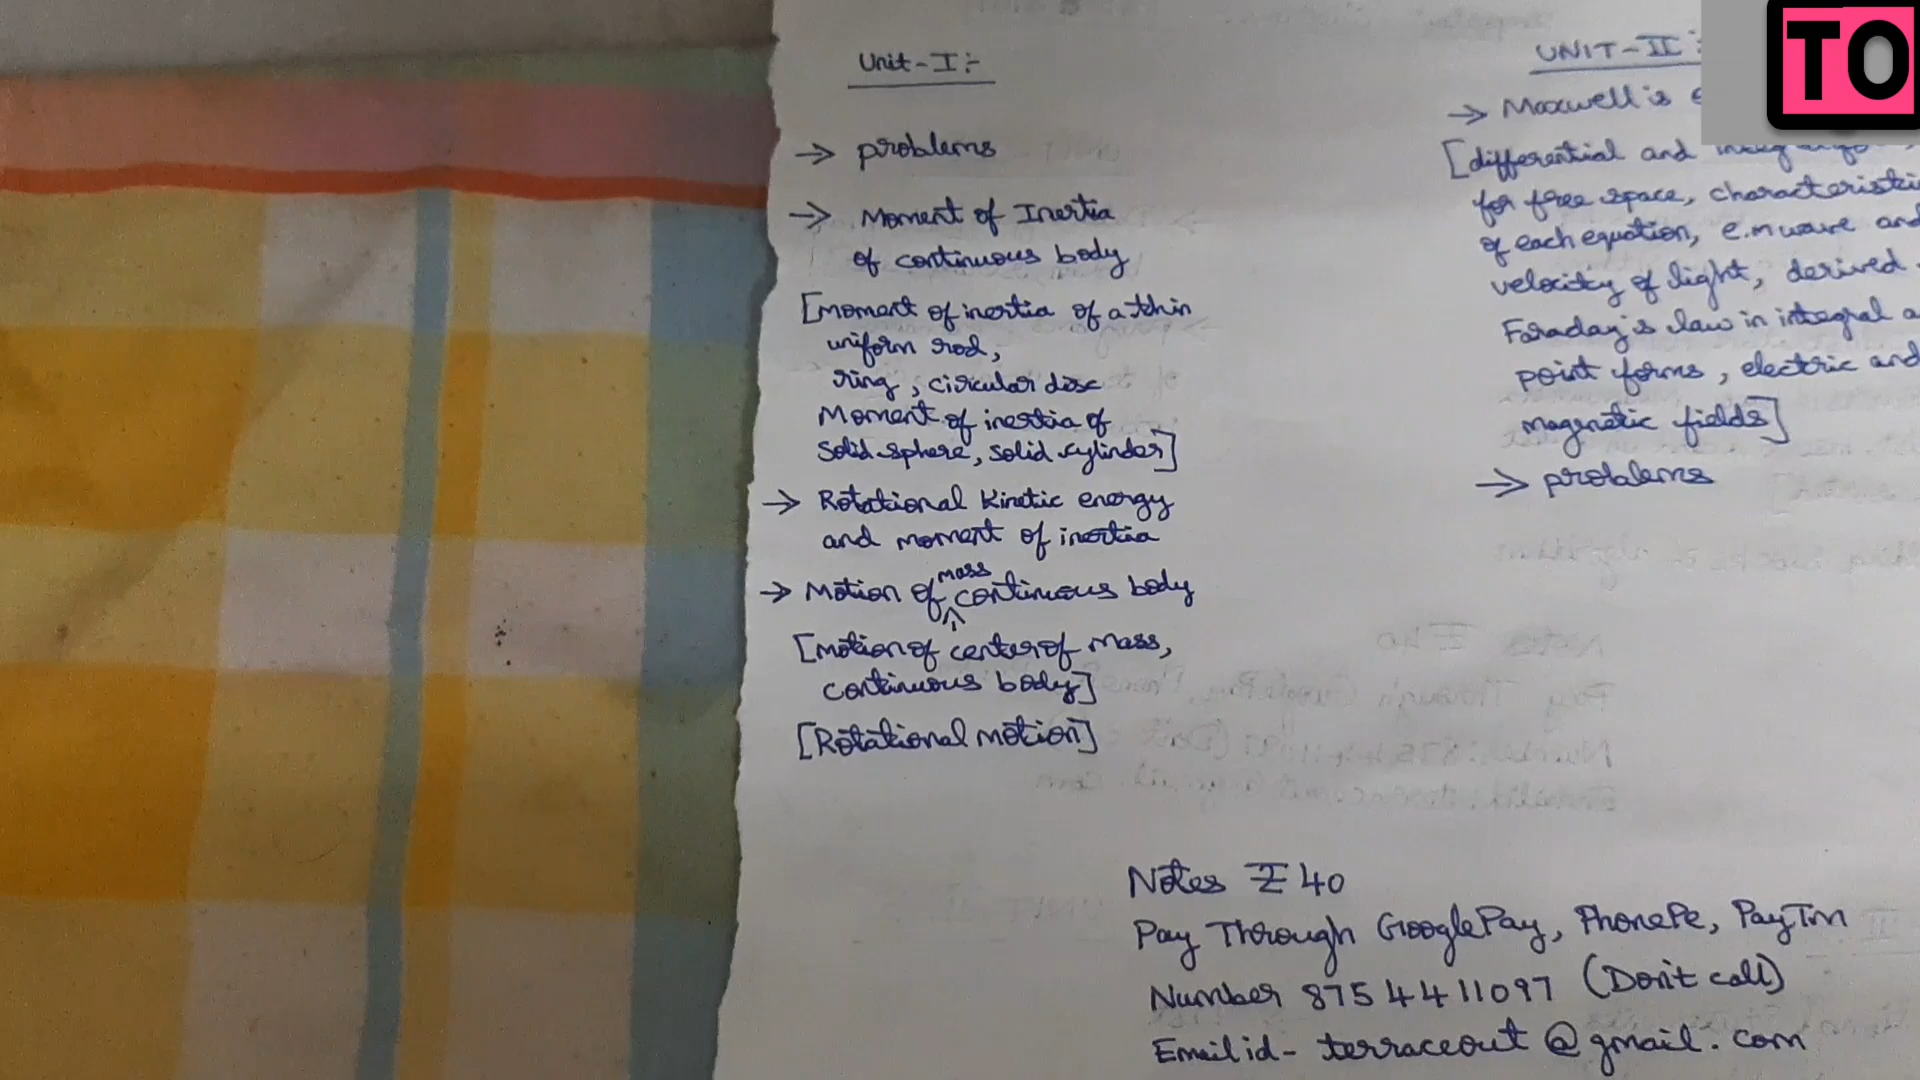 Unit-I:-
→ problems
→ Moment of Inertia
of continuous body
[Moment of inertia of a thin
uniform rod,
ring, circular disc
Moment of inertia of
Solid sphere, solid cylinder]
→ Rotational Kinetic energy
and moment of inertia
mass
→ Motion of continuous body
[Motion of center of mass,
continuous body]
[Rotational motion]
UNIT-II:
→ Maxwell's
[differential and
for free space,
of each equation, e.m wave and
velocity of light, derived
Faraday's law in integral
point forms, electric and
magnetic fields]
→ problems
Notes ₹40
Pay Through GooglePay, PhonePe, PayTm
Number 8754411097 (Don't call)
Email id- terraceout@gmail.com
TO